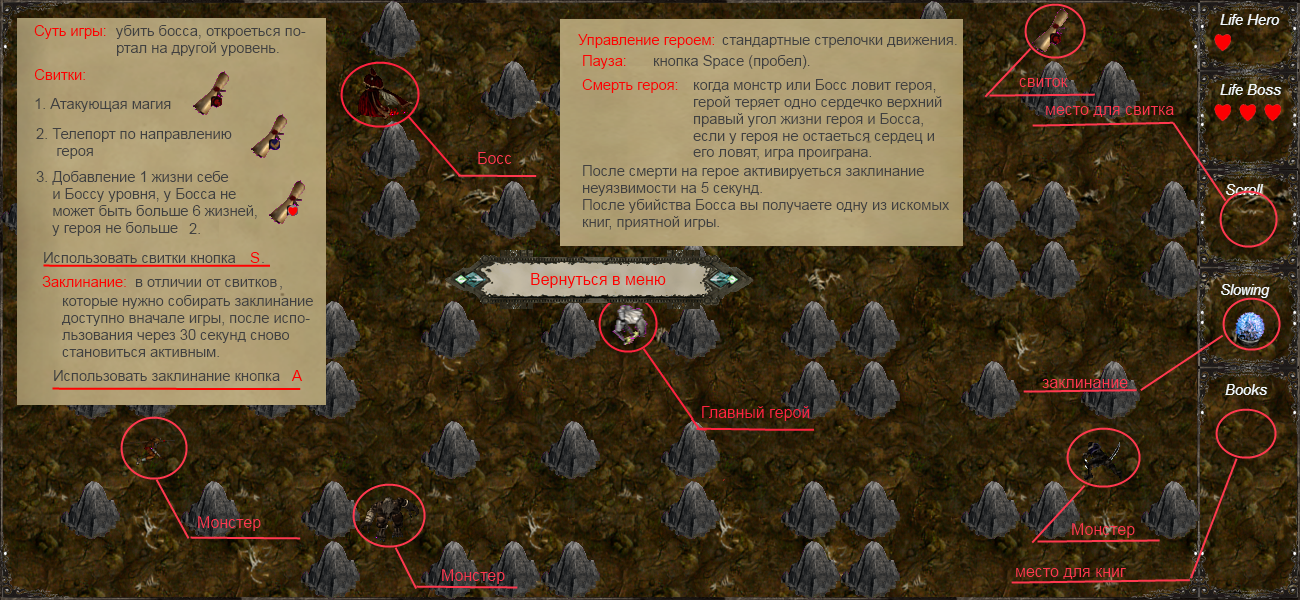 Суть игры: убить босса, откроеться по-
ртал на другой уровень.
Свитки:
1. Атакующая магия
2. Телепорт по направлению
героя
3. Добавление 1 жизни себе
и Боссу уровня, у Босса не
может быть больше 6 жизней,
у героя не больше 2.
Использовать свитки кнопка S.
Заклинание: в отличии от свитков,
которые нужно собирать заклинание
доступно вначале игры, после испо-
льзования через 30 секунд сново
становиться активным.
Использовать заклинание кнопка A
Управление героем: стандартные стрелочки движения.
Пауза: кнопка Space (пробел).
Смерть героя: когда монстр или Босс ловит героя,
герой теряет одно сердечко верхний
правый угол жизни героя и Босса,
если у героя не остаеться сердец и
его ловят, игра проиграна.
После смерти на герое активируеться заклинание
неуязвимости на 5 секунд.
После убийства Босса вы получаете одну из искомых
книг, приятной игры.
Вернуться в меню
Босс
свиток
место для свитка
заклинание
Главный герой
Монстер
Монстер
Монстер
место для книг
Life Hero
Life Boss
Scroll
Slowing
Books